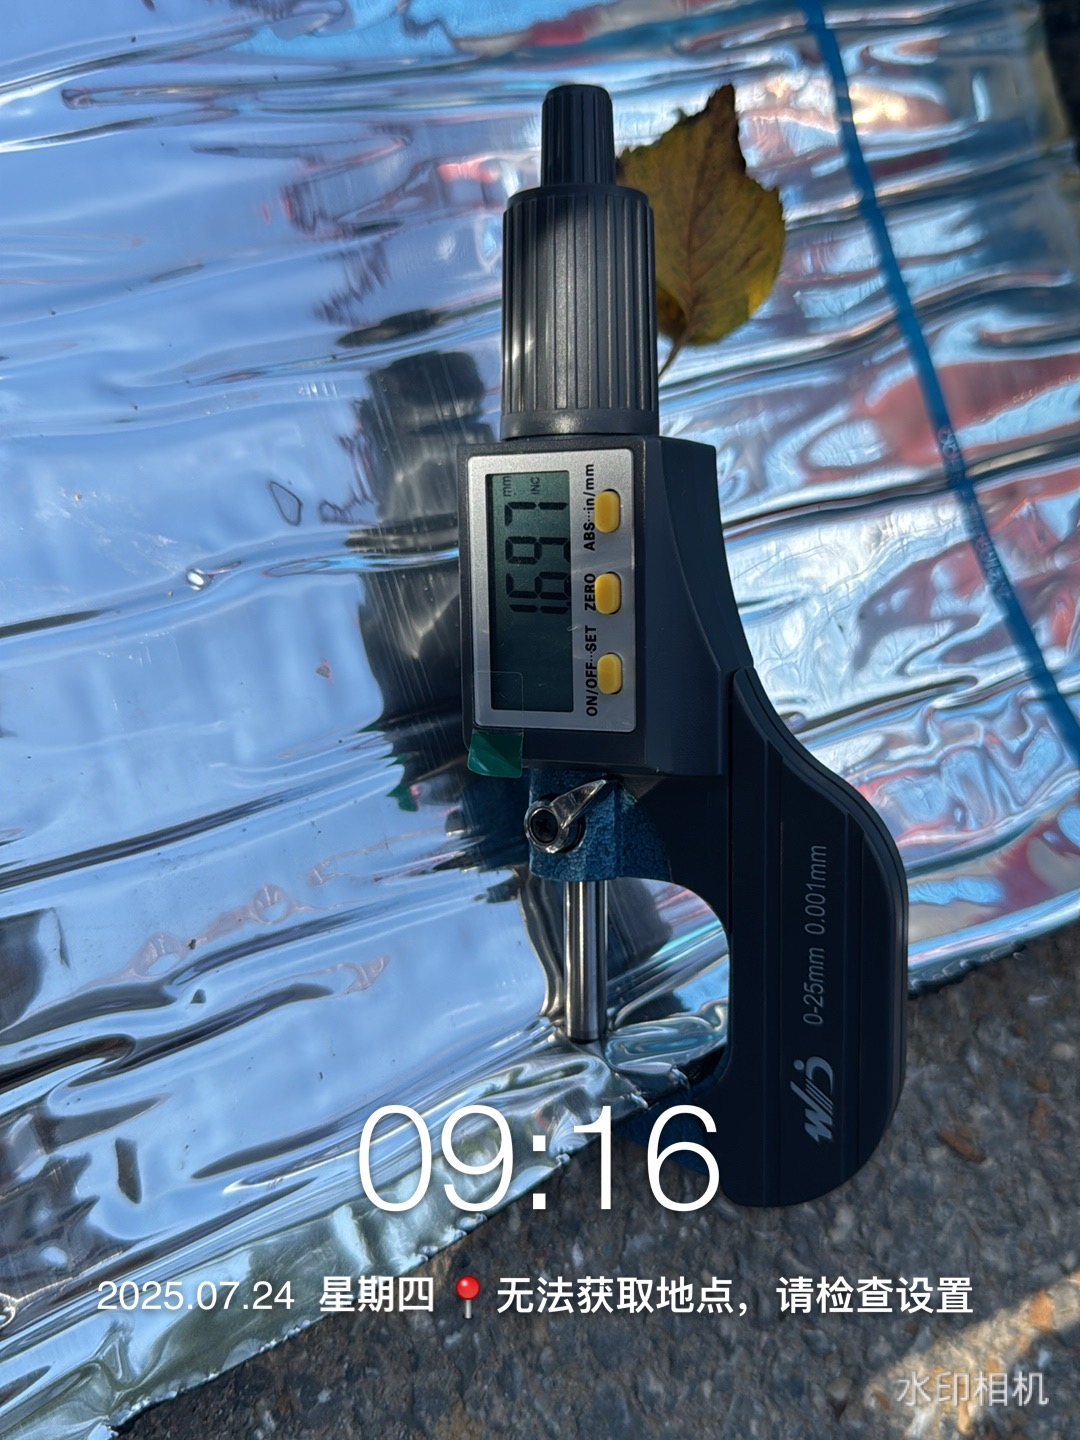 mm
INC
1.697
ON/OFF···SET ZERO ABS···in/mm
0-25mm 0.001mm
09:16
2025.07.24 星期四 📍无法获取地点，请检查设置
水印相机